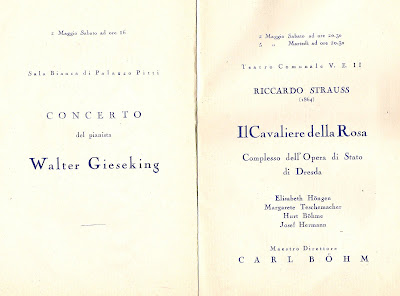 2 Maggio Sabato ad ore 16
Sala Bianca di Palazzo Pitti
CONCERTO
del pianista
Walter Gieseking
2 Maggio Sabato ad ore 20.30
5 „ Martedì ad ore 20.30
Teatro Comunale V. E. II
RICCARDO STRAUSS
(1864)
Il Cavaliere della Rosa
Complesso dell'Opera di Stato
di Dresda
Elisabeth Höngen
Margarete Teschemacher
Kurt Böhme
Josef Hermann
Maestro Direttore
CARL BÖHM